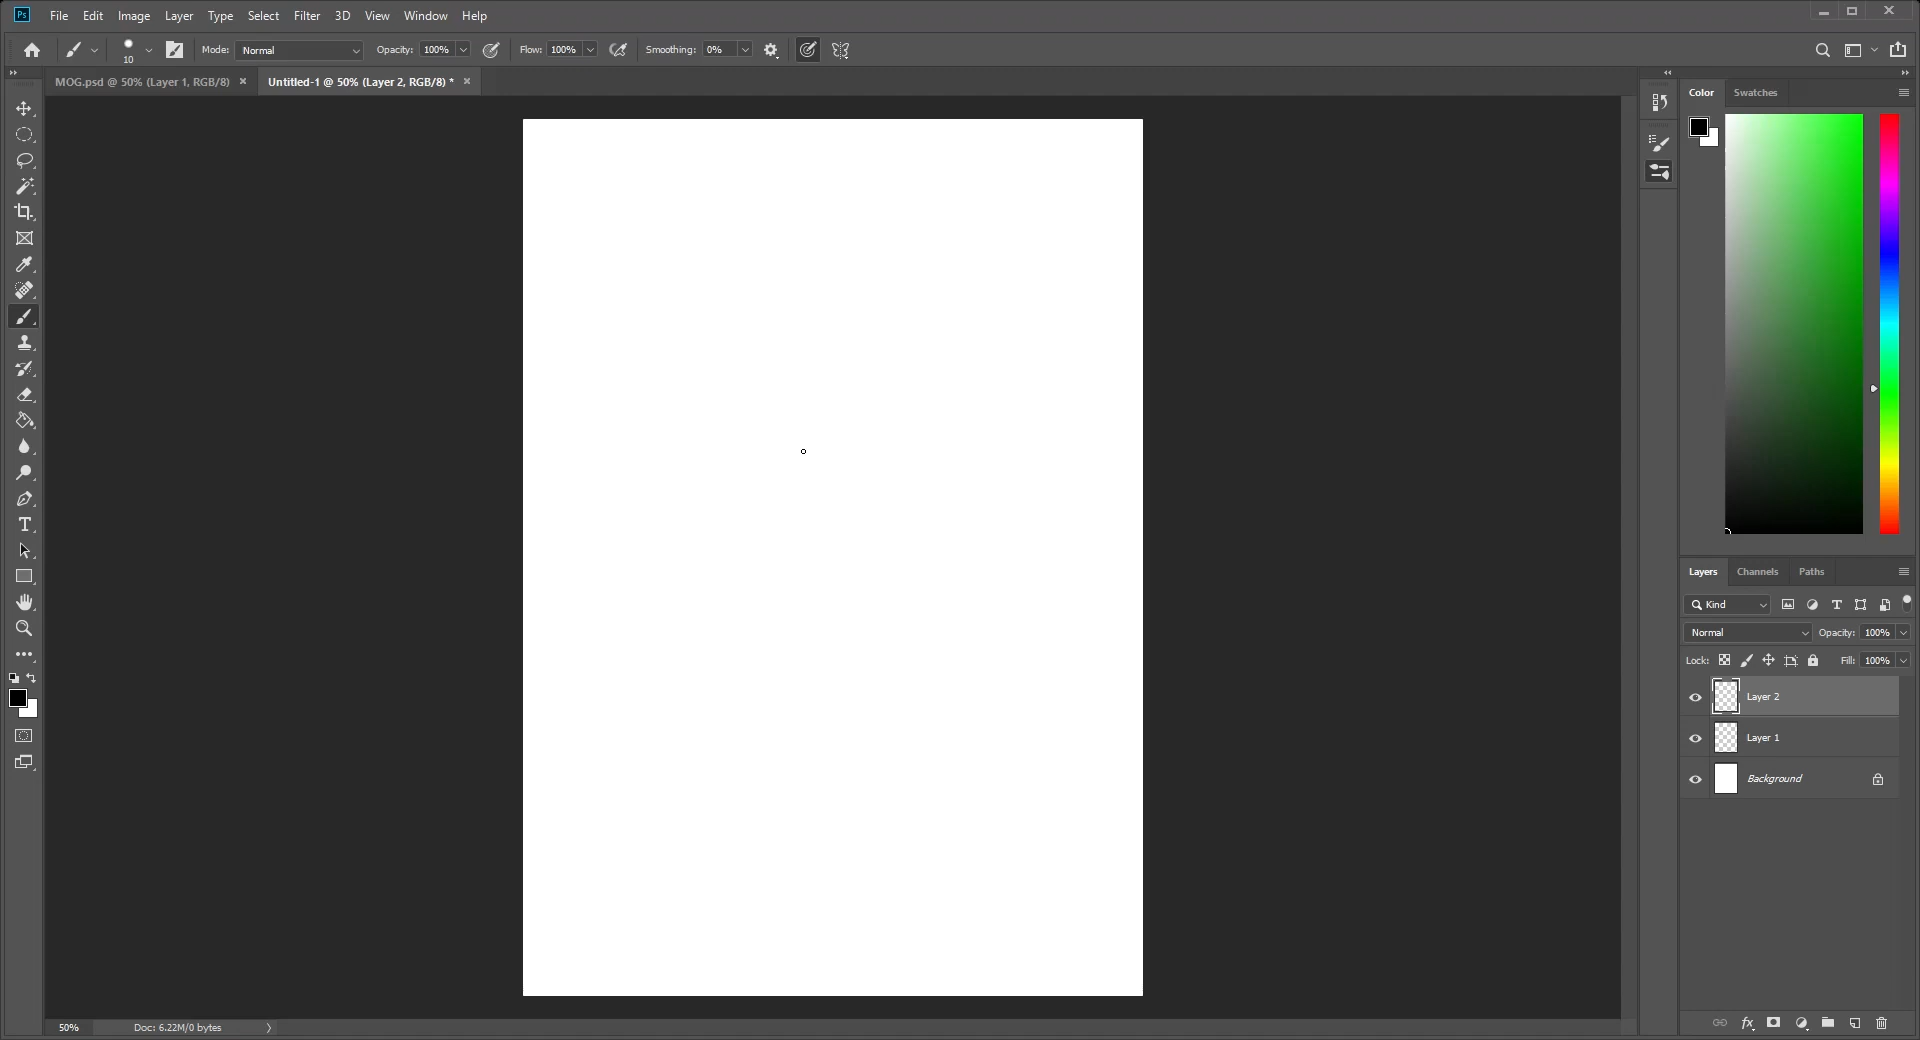 Ps File Edit Image Layer Type Select Filter 3D View Window Help
10 Mode: Normal Opacity: 100% Flow: 100% Smoothing: 0%
MOG.psd @ 50% (Layer 1, RGB/8) × Untitled-1 @ 50% (Layer 2, RGB/8) * ×
Color Swatches
Layers Channels Paths
Kind
Normal Opacity: 100%
Lock: Fill: 100%
Layer 2
Layer 1
Background
fx
50% Doc: 6.22M/0 bytes